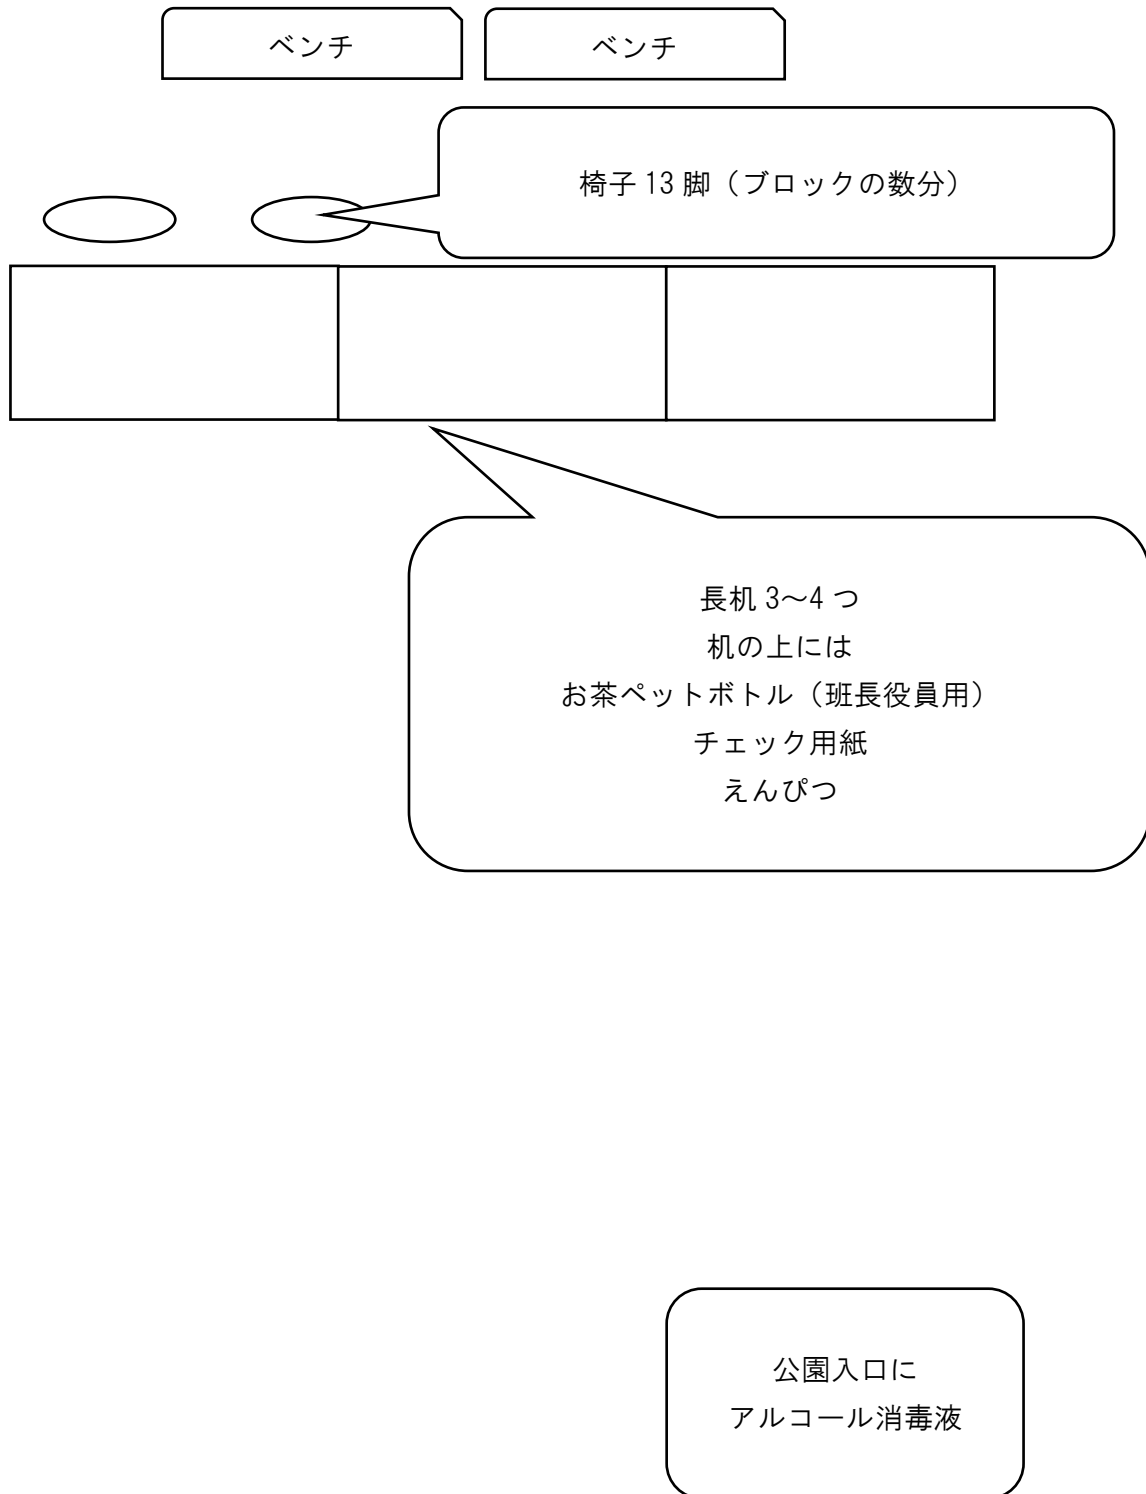 ベンチ
ベンチ
椅子 13 脚（ブロックの数分）
長机 3～4 つ
机の上には
お茶ペットボトル（班長役員用）
チェック用紙
えんぴつ
公園入口に
アルコール消毒液